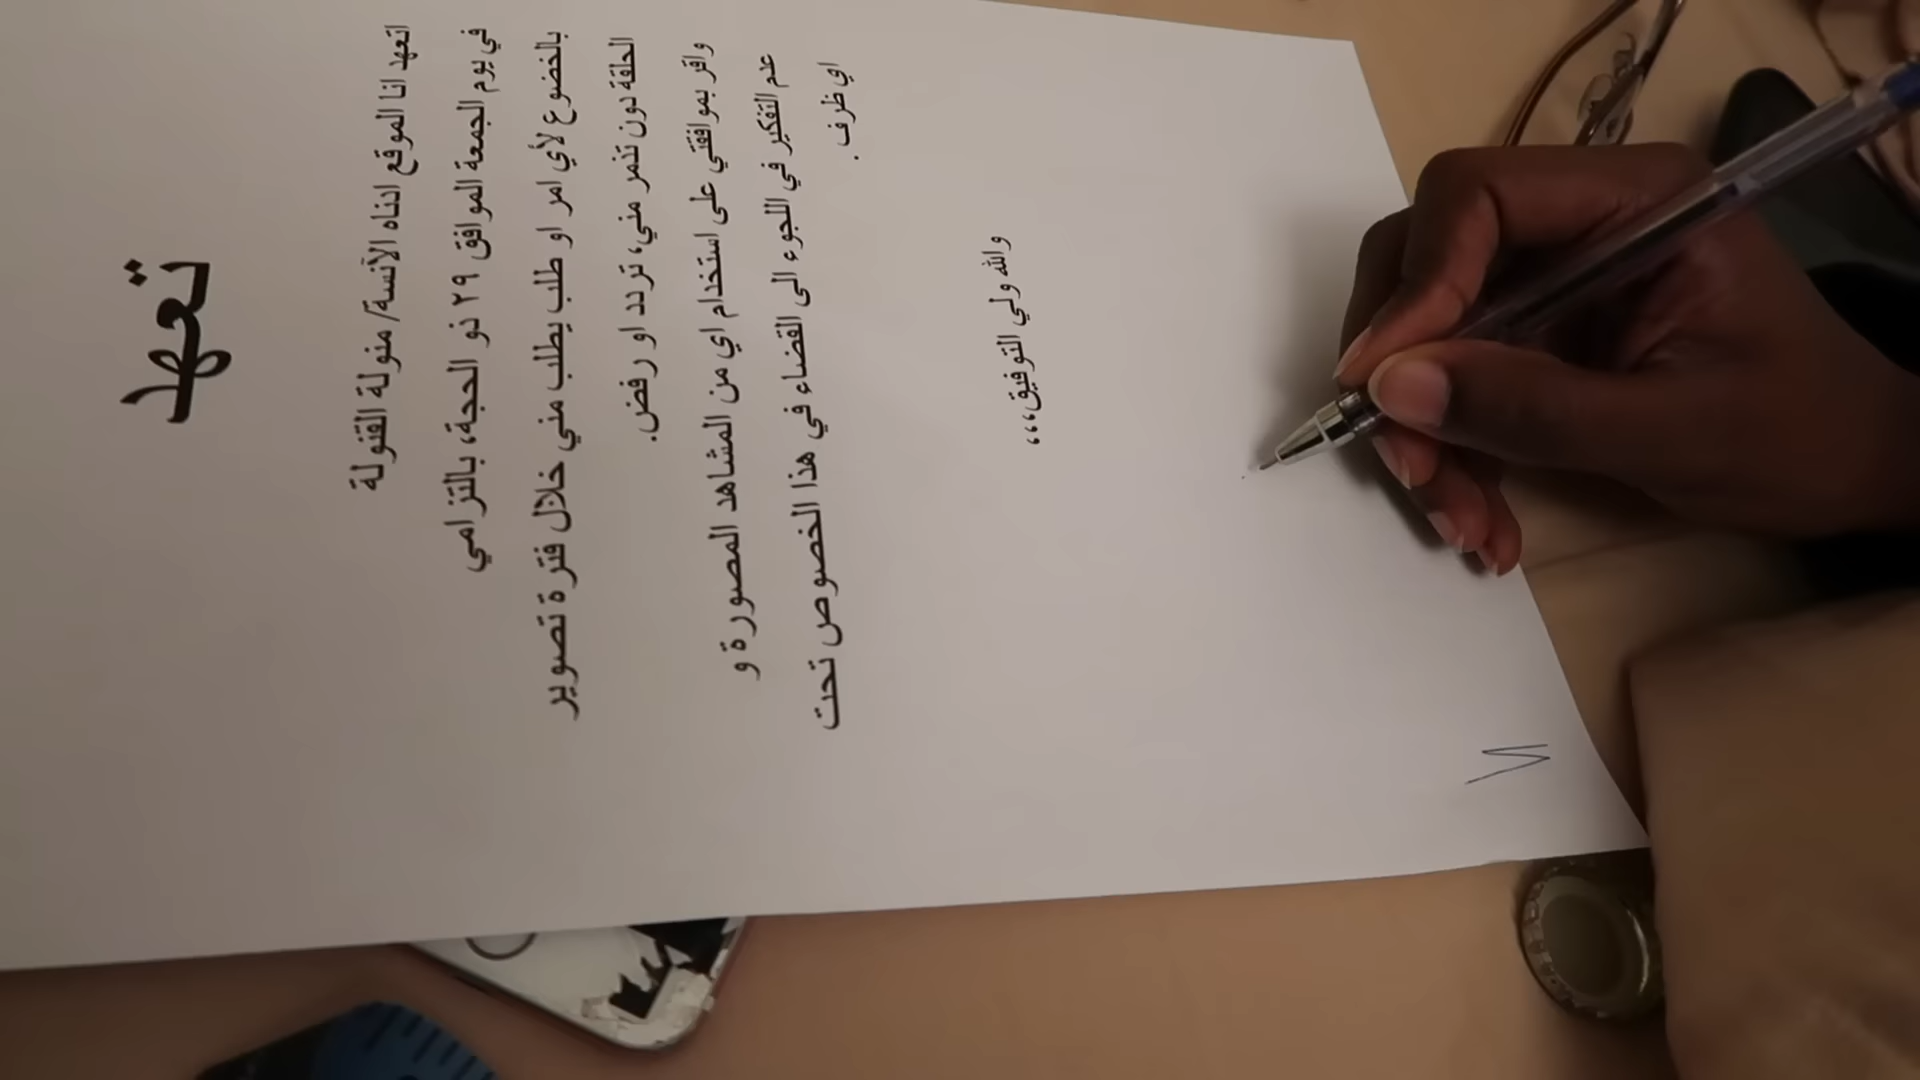 تعهد
اتعهد انا الموقع ادناه الآنسة/ منولة القنولة
في يوم الجمعة الموافق ٢٩ ذو الحجة، بالتزامي
بالخضوع لأي امر او طلب يطلب مني خلال فترة تصوير
الحلقة دون تذمر مني، تردد او رفض.
واقر بموافقتي على استخدام اي من المشاهد المصورة و
عدم التفكير في اللجوء الى القضاء في هذا الخصوص تحت
اي ظرف .
والله ولي التوفيق،،،